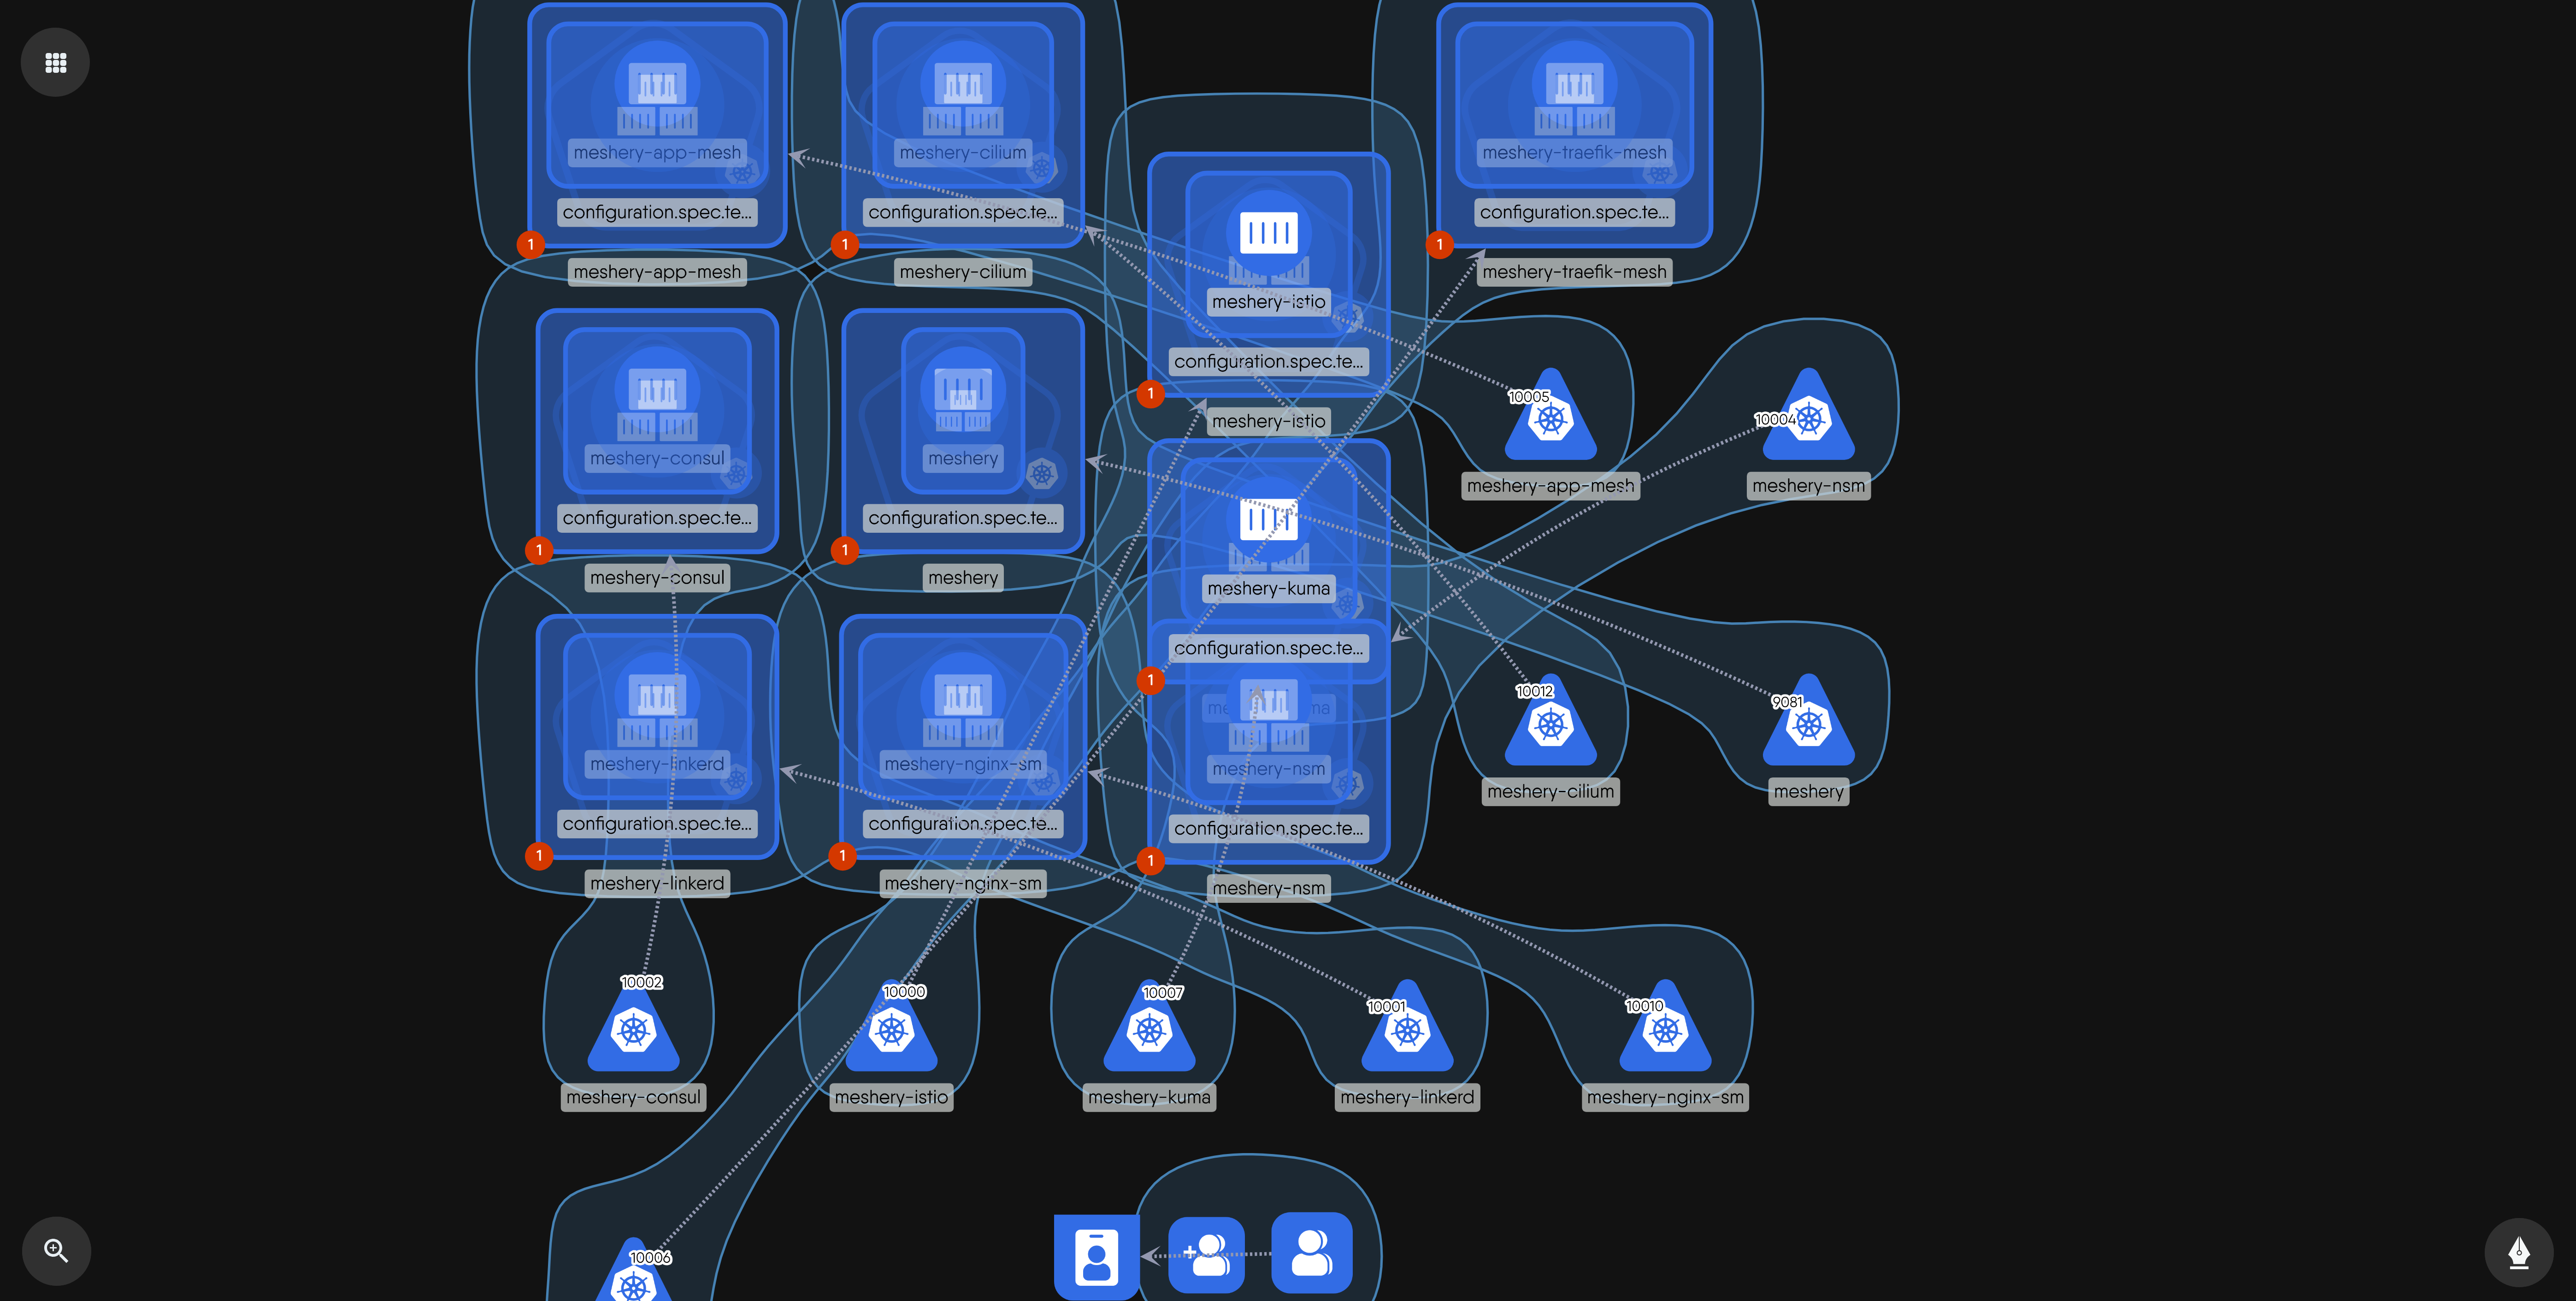 meshery-app-mesh
configuration.spec.te...
1
meshery-app-mesh
meshery-cilium
configuration.spec.te...
1
meshery-cilium
meshery-istio
configuration.spec.te...
1
meshery-istio
meshery-traefik-mesh
configuration.spec.te...
1
meshery-traefik-mesh
meshery-consul
configuration.spec.te...
1
meshery-consul
meshery
configuration.spec.te...
1
meshery
10005
meshery-app-mesh
10004
meshery-nsm
meshery-kuma
configuration.spec.te...
1
meshery-linkerd
configuration.spec.te...
1
meshery-linkerd
meshery-nginx-sm
configuration.spec.te...
1
meshery-nginx-sm
meshery-nsm
configuration.spec.te...
1
meshery-nsm
10012
meshery-cilium
9081
meshery
10002
meshery-consul
10000
meshery-istio
10007
meshery-kuma
10001
meshery-linkerd
10010
meshery-nginx-sm
10006